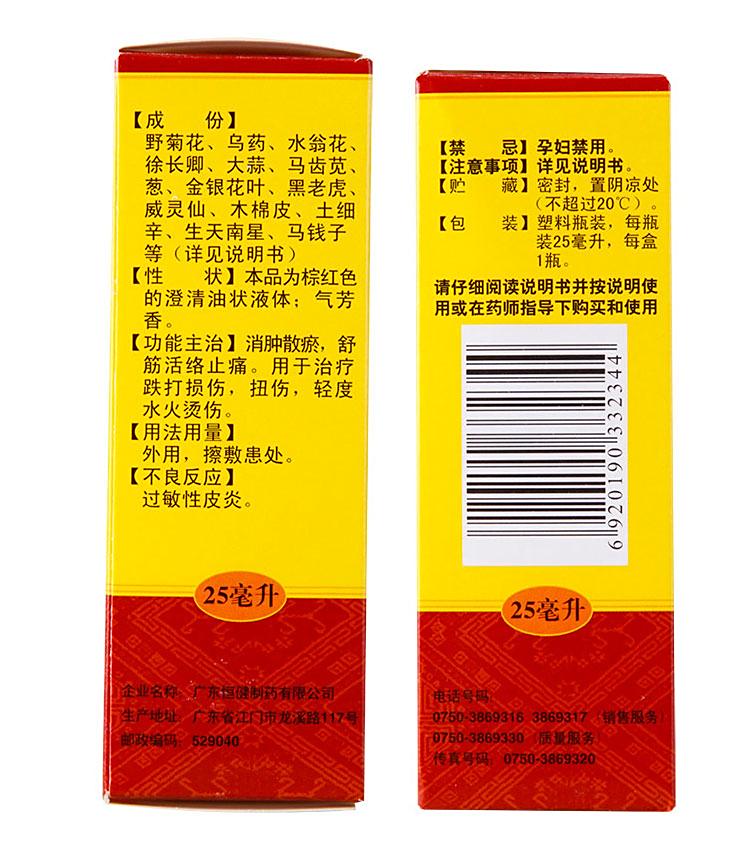 【成　份】
野菊花、乌药、水翁花、
徐长卿、大蒜、马齿苋、
葱、金银花叶、黑老虎、
威灵仙、木棉皮、土细
辛、生天南星、马钱子
等（详见说明书）
【性　状】本品为棕红色
的澄清油状液体；气芳
香。
【功能主治】消肿散瘀，舒
筋活络止痛。用于治疗
跌打损伤，扭伤，轻度
水火烫伤。
【用法用量】
外用，擦敷患处。
【不良反应】
过敏性皮炎。
25毫升
企业名称：广东恒健制药有限公司
生产地址：广东省江门市龙溪路117号
邮政编码：529040
【禁　忌】孕妇禁用。
【注意事项】详见说明书。
【贮　藏】密封，置阴凉处
（不超过20℃）。
【包　装】塑料瓶装，每瓶
装25毫升，每盒
1瓶。
请仔细阅读说明书并按说明使
用或在药师指导下购买和使用
6 920190 332344
25毫升
电话号码：
0750-3869316 3869317（销售服务）
0750-3869330（质量服务
传真号码：0750-3869320